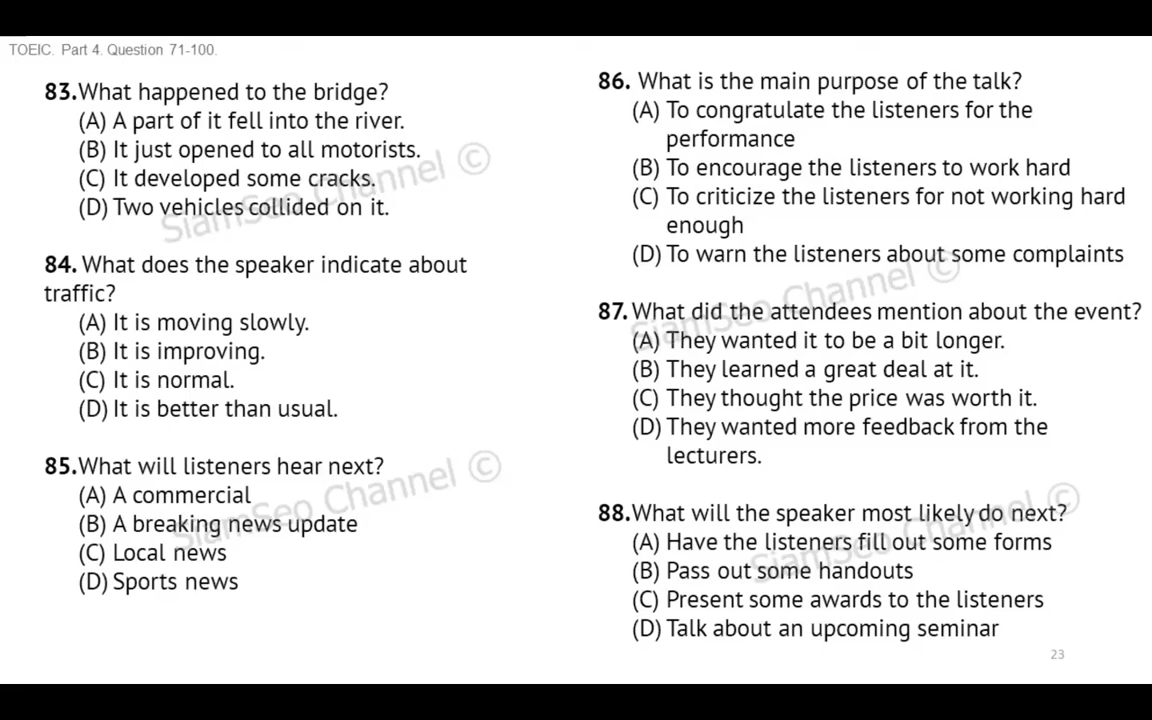 TOEIC. Part 4. Question 71-100.
83.What happened to the bridge?
(A) A part of it fell into the river.
(B) It just opened to all motorists.
(C) It developed some cracks.
(D) Two vehicles collided on it.
84. What does the speaker indicate about
traffic?
(A) It is moving slowly.
(B) It is improving.
(C) It is normal.
(D) It is better than usual.
85.What will listeners hear next?
(A) A commercial
(B) A breaking news update
(C) Local news
(D) Sports news
86. What is the main purpose of the talk?
(A) To congratulate the listeners for the
performance
(B) To encourage the listeners to work hard
(C) To criticize the listeners for not working hard
enough
(D) To warn the listeners about some complaints
87. What did the attendees mention about the event?
(A) They wanted it to be a bit longer.
(B) They learned a great deal at it.
(C) They thought the price was worth it.
(D) They wanted more feedback from the
lecturers.
88.What will the speaker most likely do next?
(A) Have the listeners fill out some forms
(B) Pass out some handouts
(C) Present some awards to the listeners
(D) Talk about an upcoming seminar
23
SiamSeo Channel ©
SiamSeo Channel ©
SiamSeo Channel ©
SiamSeo Channel ©